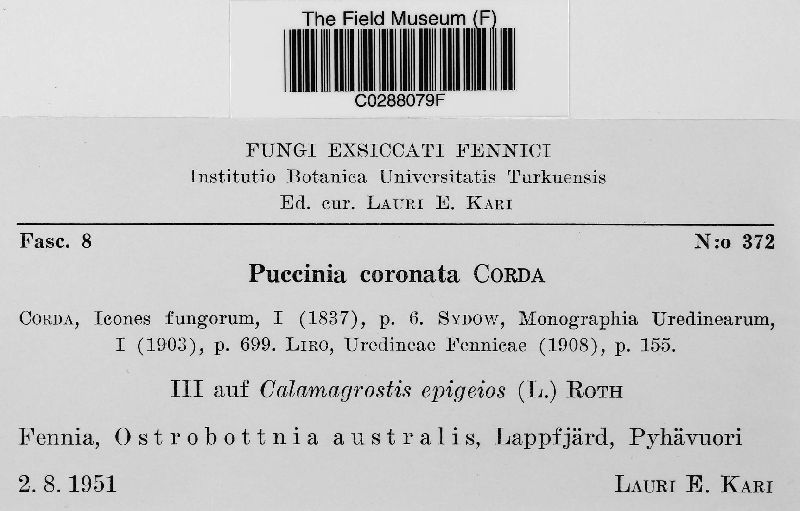 The Field Museum (F)
C0288079F
FUNGI EXSICCATI FENNICI
Institutio Botanica Universitatis Turkuensis
Ed. cur. LAURI E. KARI
Fasc. 8 N:o 372
Puccinia coronata CORDA
CORDA, Icones fungorum, I (1837), p. 6. SYDOW, Monographia Uredinearum,
I (1903), p. 699. LIRO, Uredineae Fennicae (1908), p. 155.
III auf Calamagrostis epigeios (L.) ROTH
Fennia, Ostrobottnia australis, Lappfjärd, Pyhävuori
2. 8. 1951 LAURI E. KARI